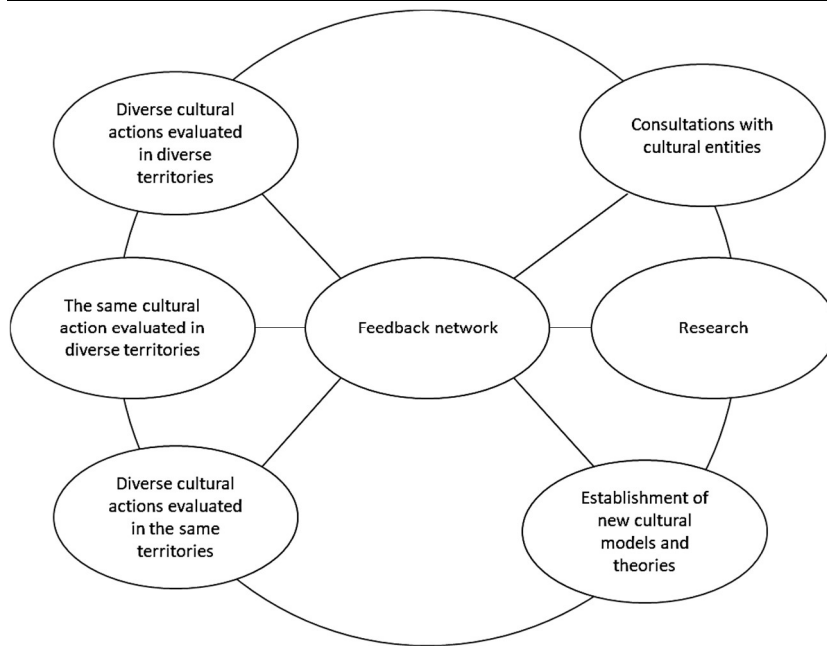 Diverse cultural
actions evaluated
in diverse
territories
Consultations with
cultural entities
The same cultural
action evaluated in
diverse territories
Feedback network
Research
Diverse cultural
actions evaluated
in the same
territories
Establishment of
new cultural
models and
theories